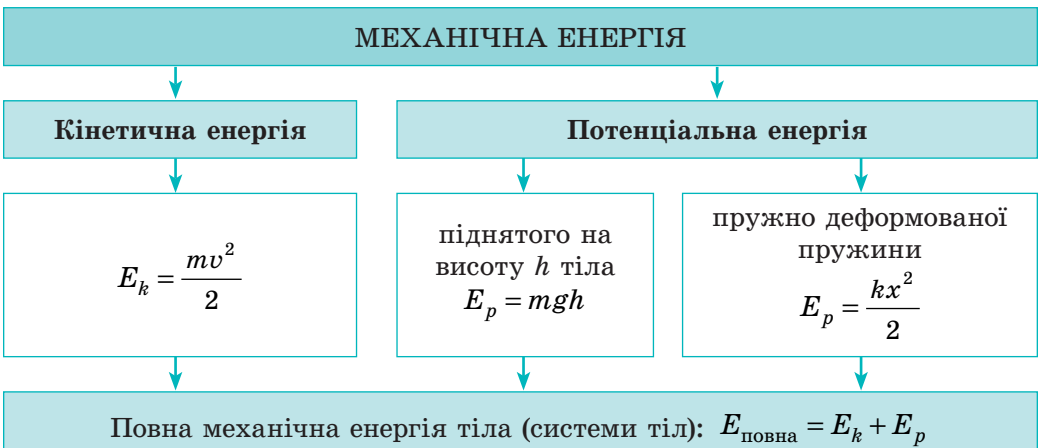 МЕХАНІЧНА ЕНЕРГІЯ
Кінетична енергія
Потенціальна енергія
E_k = mv²/2
піднятого на
висоту h тіла
E_p = mgh
пружно деформованої
пружини
E_p = kx²/2
Повна механічна енергія тіла (системи тіл): E_повна = E_k + E_p